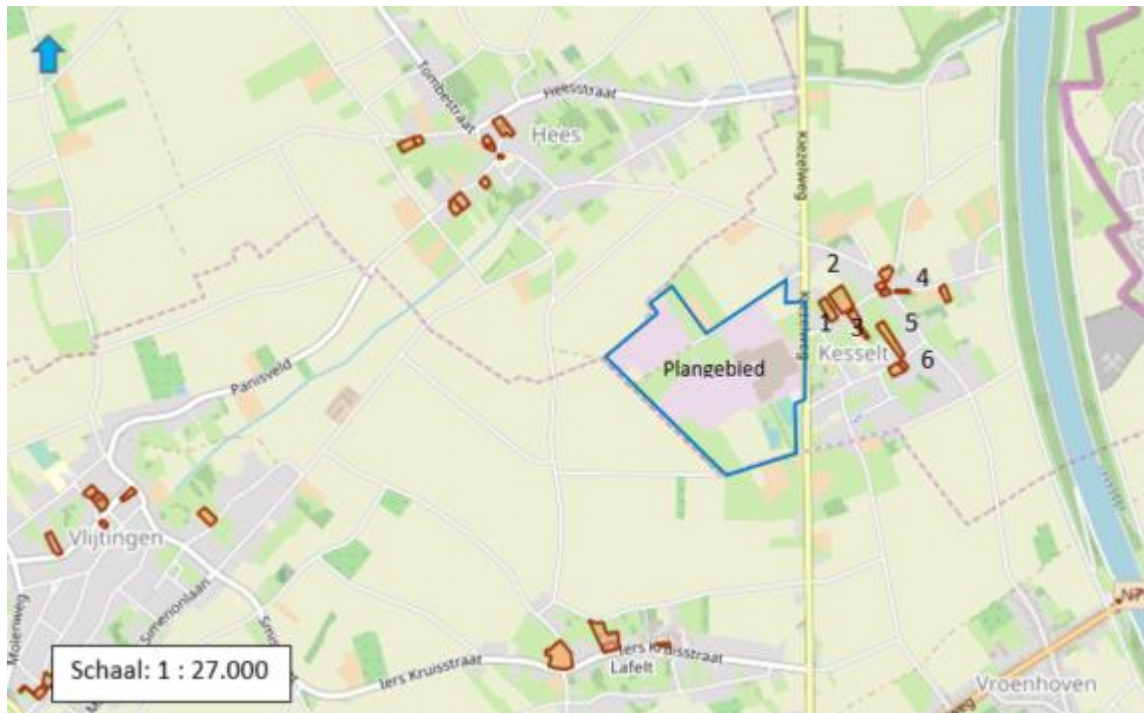 Tombestraat
Heesstraat
Hees
Kiezelweg
2
4
Kiezelweg
1
3
5
Kesselt
6
Plangebied
Panisveld
Vlijtingen
Simenonlaan
Molenweg
Iers Kruisstraat
Iers Kruisstraat
Lafelt
Vroenhoven
Schaal: 1 : 27.000